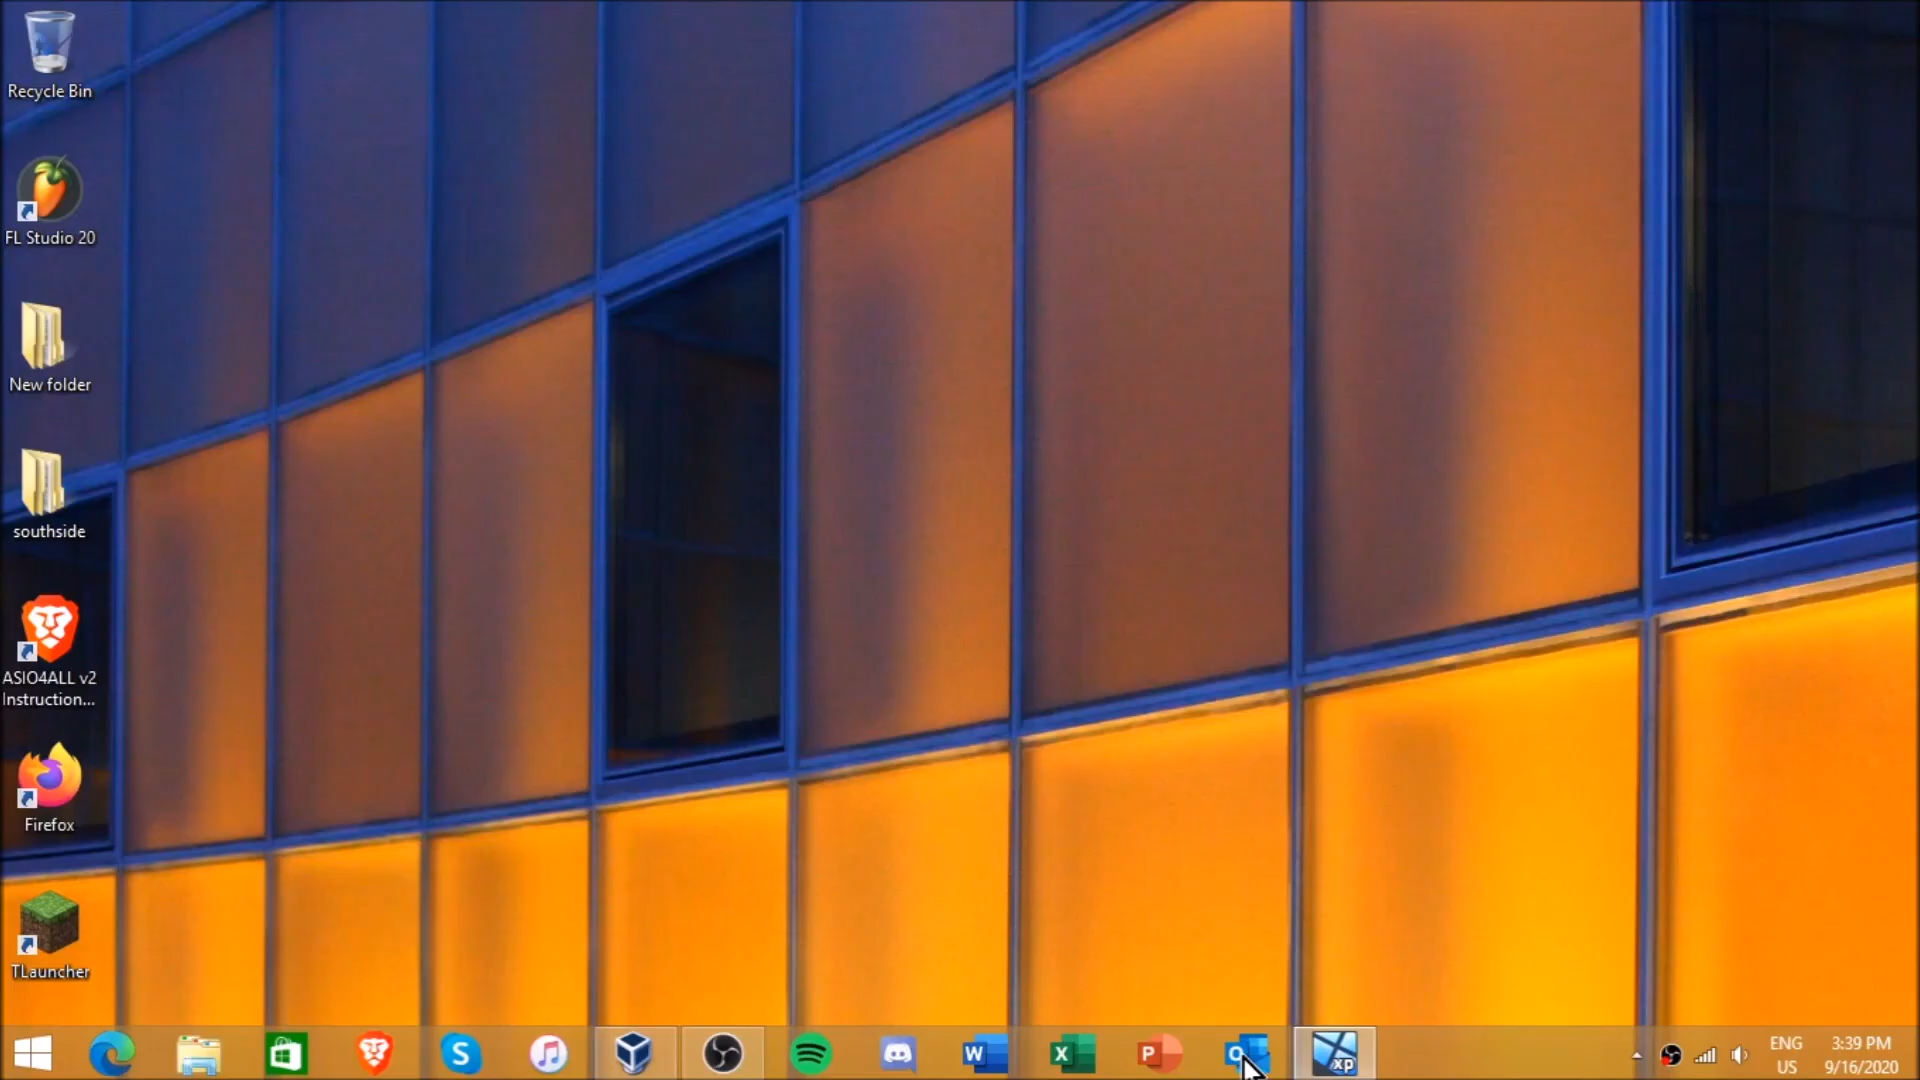 Recycle Bin
FL Studio 20
New folder
southside
ASIO4ALL v2
Instruction...
Firefox
TLauncher
S
W
X
P
O
xp
ENG
US
3:39 PM
9/16/2020